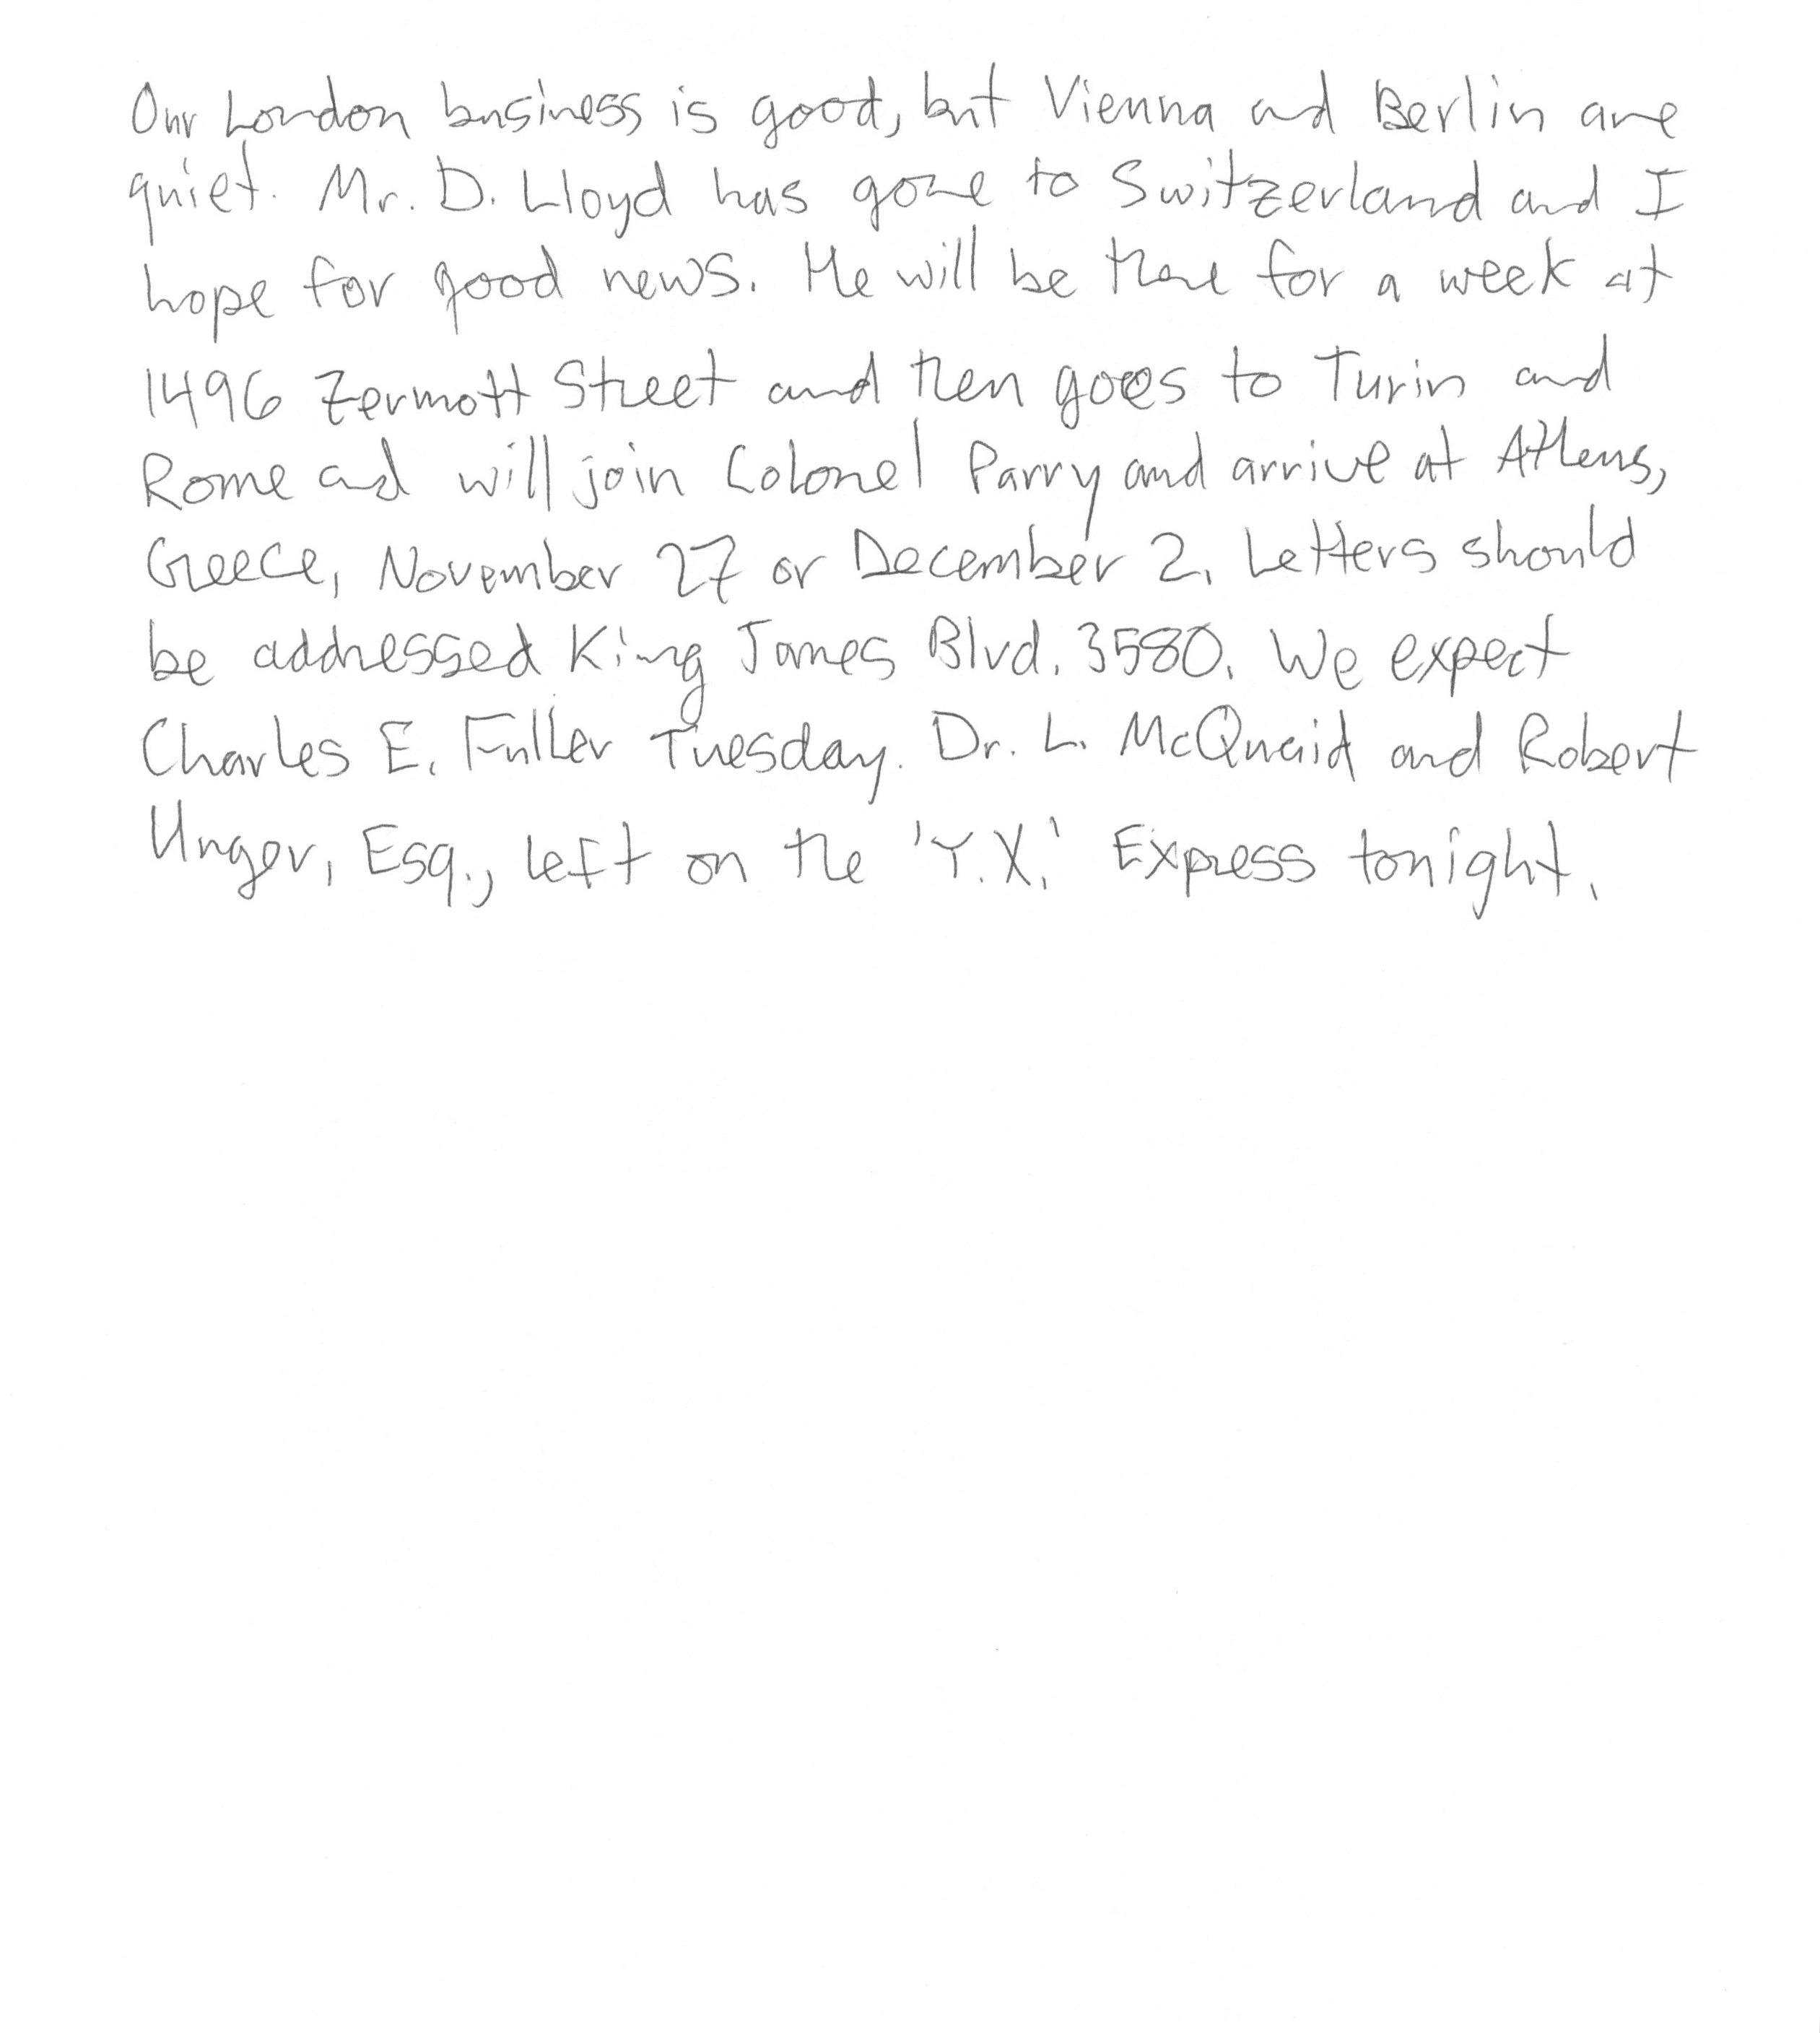 Our London business is good, but Vienna and Berlin are
quiet. Mr. D. Lloyd has gone to Switzerland and I
hope for good news. He will be there for a week at
1496 Zermott Street and then goes to Turin and
Rome and will join Colonel Parry and arrive at Athens,
Greece, November 27 or December 2. Letters should
be addressed King James Blvd. 3580. We expect
Charles E. Fuller Tuesday. Dr. L. McQuaid and Robert
Unger, Esq., left on the 'Y.X.' Express tonight.